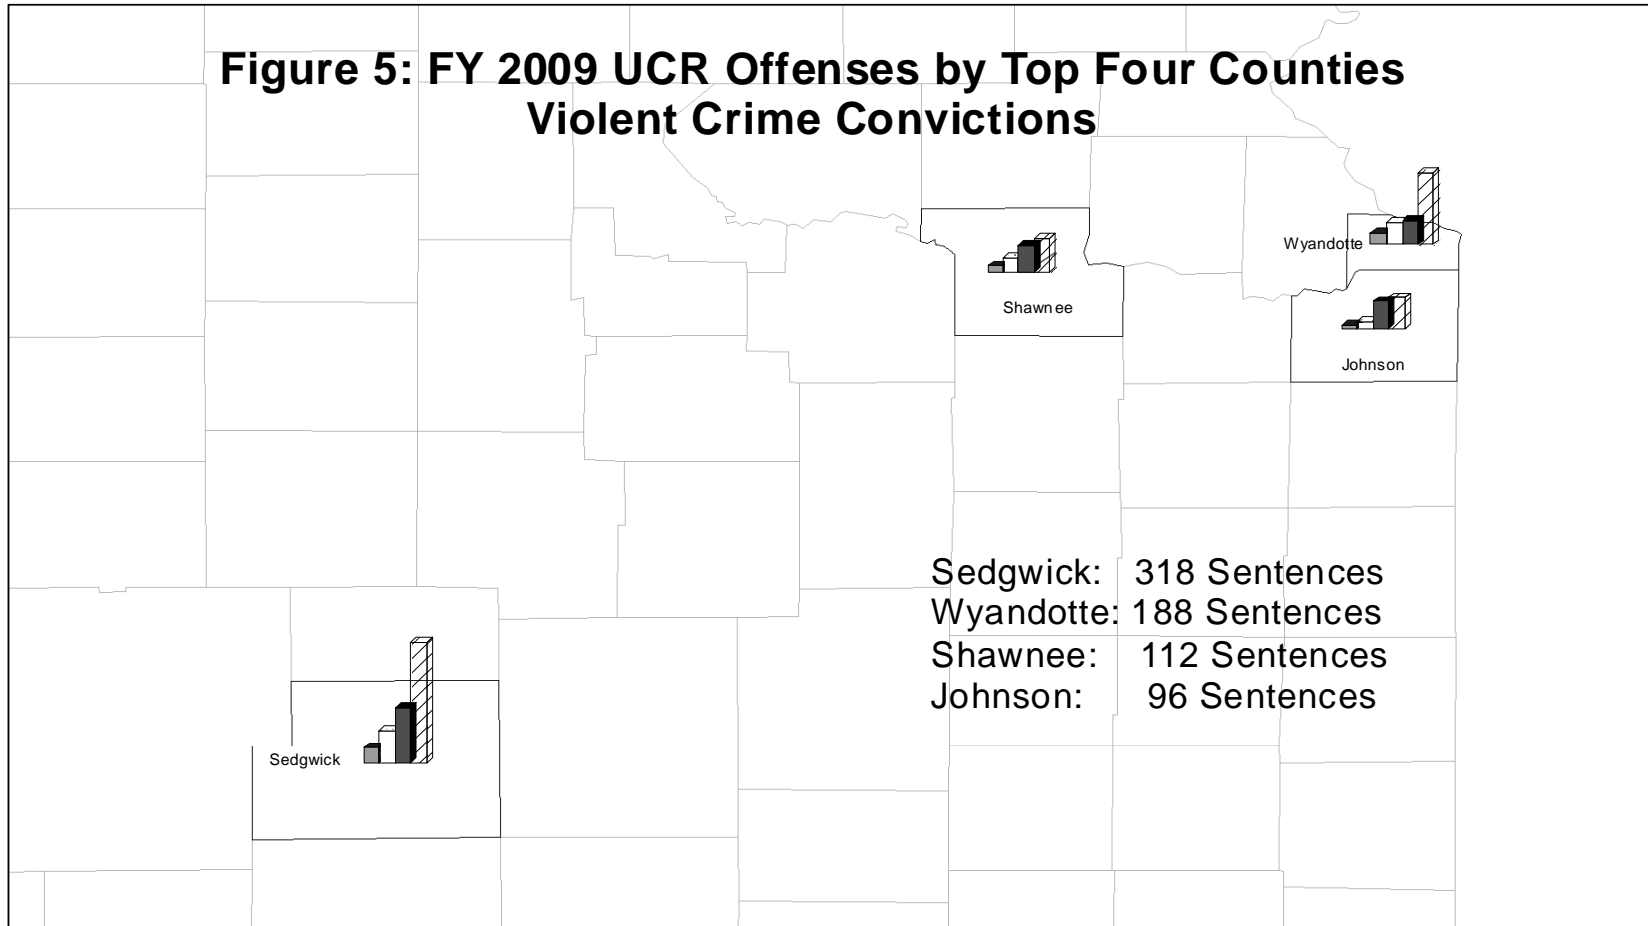 Figure 5: FY 2009 UCR Offenses by Top Four Counties
Violent Crime Convictions
Wyandotte
Shawnee
Johnson
Sedgwick: 318 Sentences
Wyandotte: 188 Sentences
Shawnee: 112 Sentences
Johnson: 96 Sentences
Sedgwick